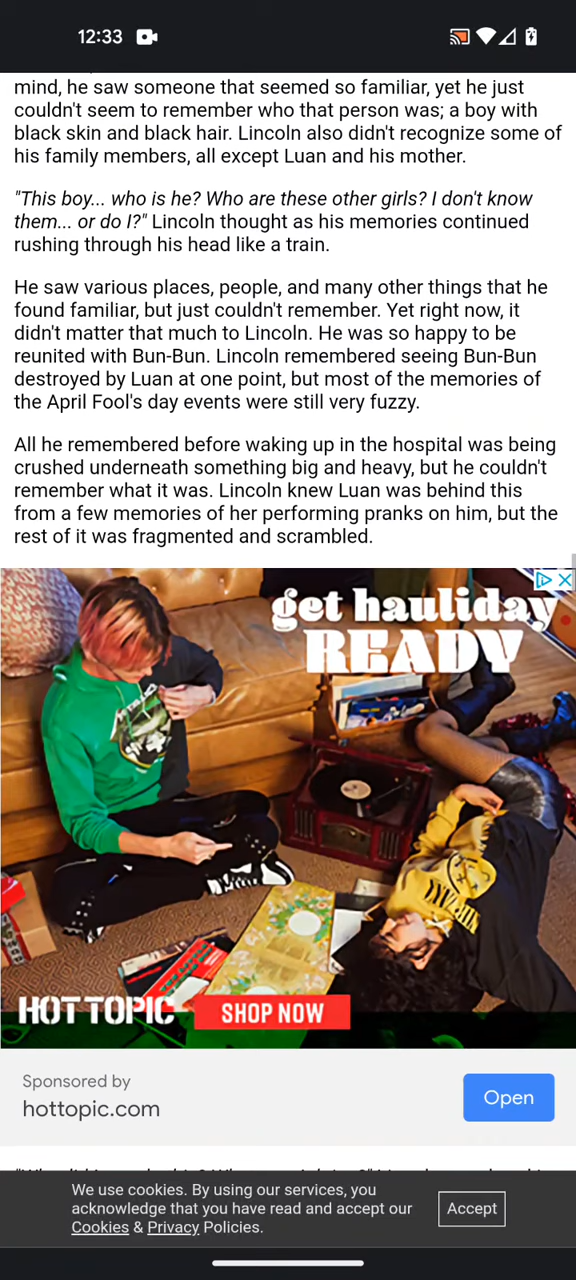 12:33
mind, he saw someone that seemed so familiar, yet he just
couldn't seem to remember who that person was; a boy with
black skin and black hair. Lincoln also didn't recognize some of
his family members, all except Luan and his mother.
"This boy... who is he? Who are these other girls? I don't know
them... or do I?" Lincoln thought as his memories continued
rushing through his head like a train.
He saw various places, people, and many other things that he
found familiar, but just couldn't remember. Yet right now, it
didn't matter that much to Lincoln. He was so happy to be
reunited with Bun-Bun. Lincoln remembered seeing Bun-Bun
destroyed by Luan at one point, but most of the memories of
the April Fool's day events were still very fuzzy.
All he remembered before waking up in the hospital was being
crushed underneath something big and heavy, but he couldn't
remember what it was. Lincoln knew Luan was behind this
from a few memories of her performing pranks on him, but the
rest of it was fragmented and scrambled.
get hauliday
READY
NIRVANA
HOT TOPIC
SHOP NOW
Sponsored by
hottopic.com
Open
We use cookies. By using our services, you
acknowledge that you have read and accept our
Cookies & Privacy Policies.
Accept